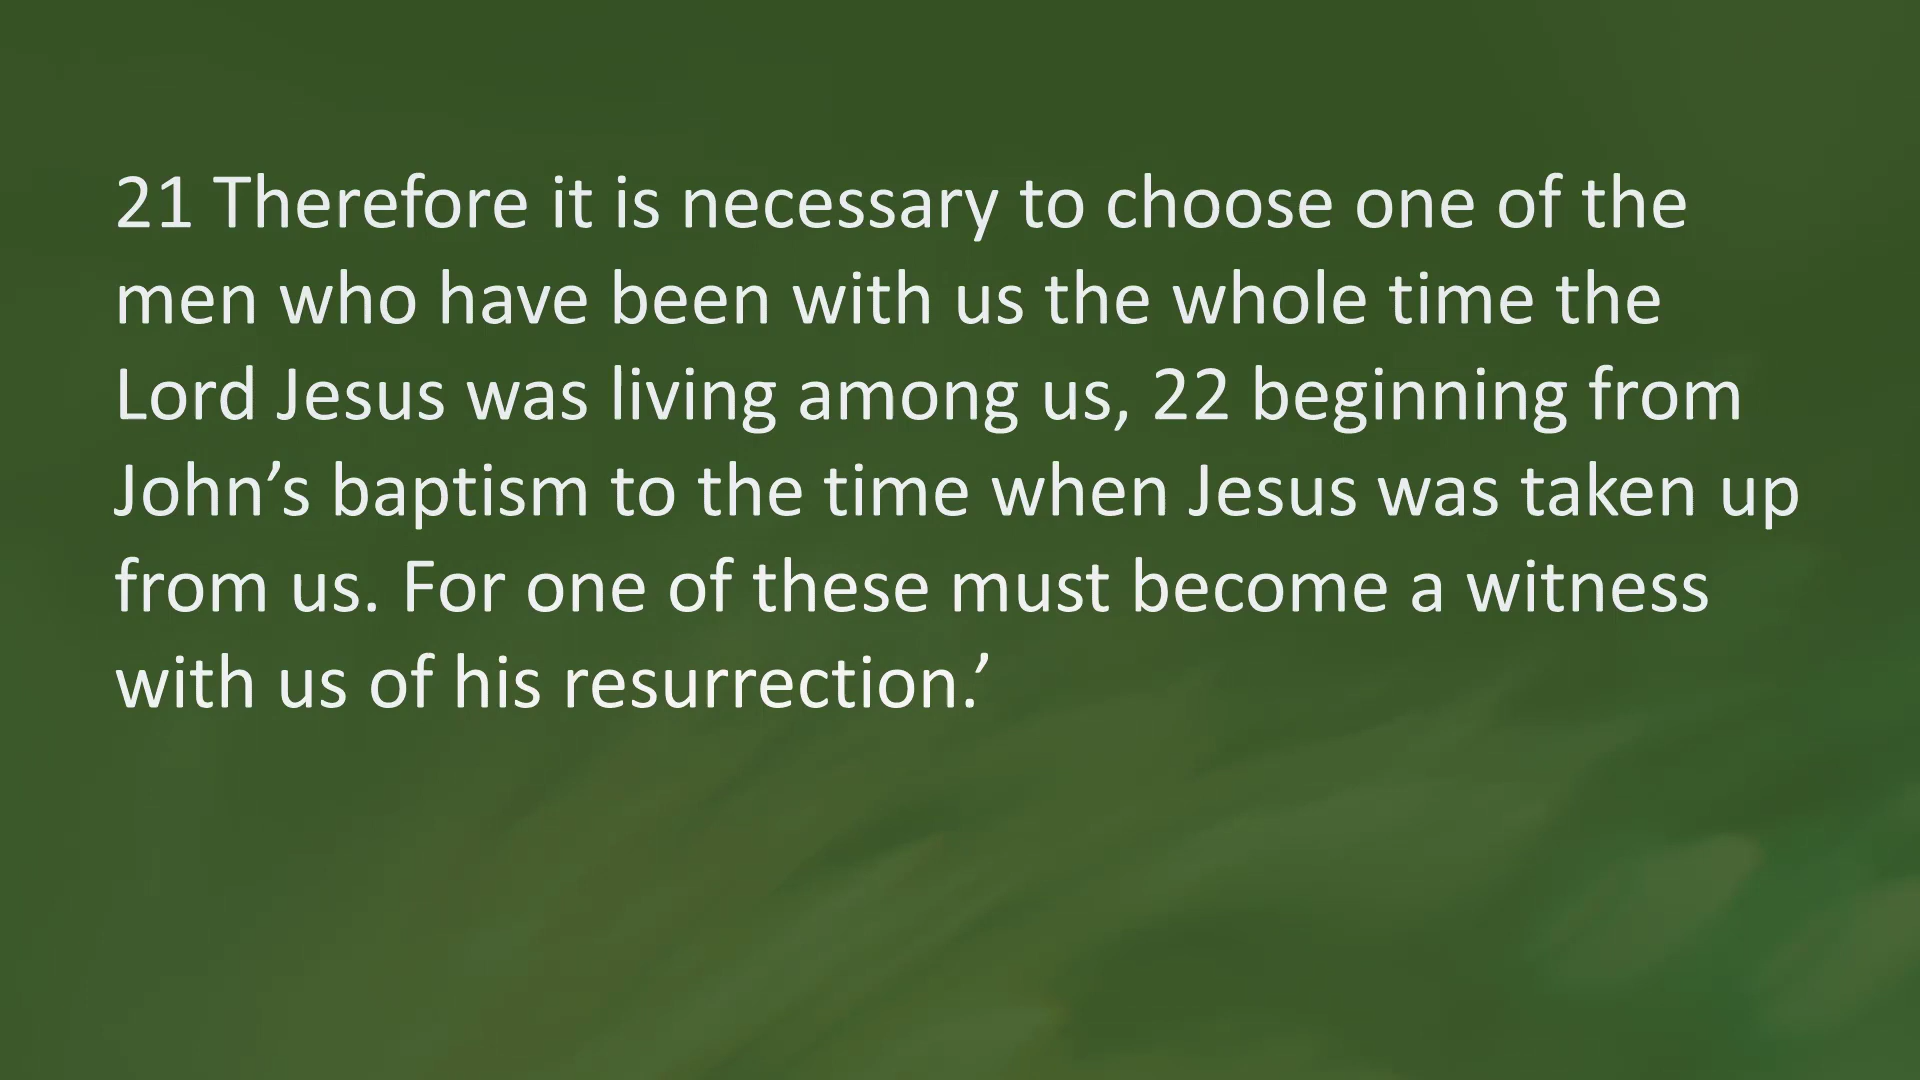 21 Therefore it is necessary to choose one of the
men who have been with us the whole time the
Lord Jesus was living among us, 22 beginning from
John’s baptism to the time when Jesus was taken up
from us. For one of these must become a witness
with us of his resurrection.’